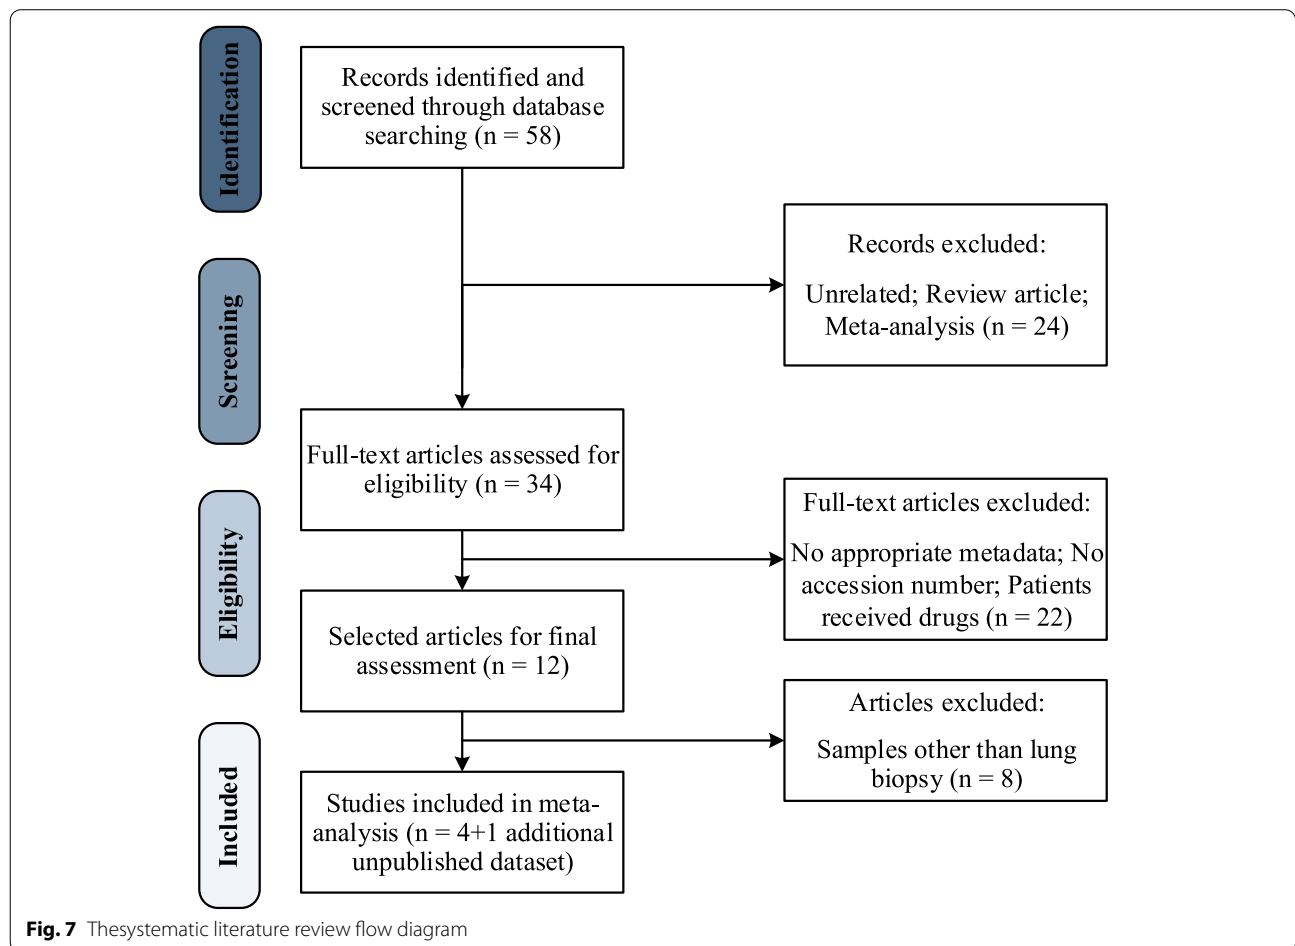 Identification
Records identified and
screened through database
searching (n = 58)
Records excluded:
Unrelated; Review article;
Meta-analysis (n = 24)
Screening
Full-text articles assessed for
eligibility (n = 34)
Full-text articles excluded:
No appropriate metadata; No
accession number; Patients
received drugs (n = 22)
Eligibility
Selected articles for final
assessment (n = 12)
Articles excluded:
Samples other than lung
biopsy (n = 8)
Included
Studies included in meta-
analysis (n = 4+1 additional
unpublished dataset)
Fig. 7 Thesystematic literature review flow diagram